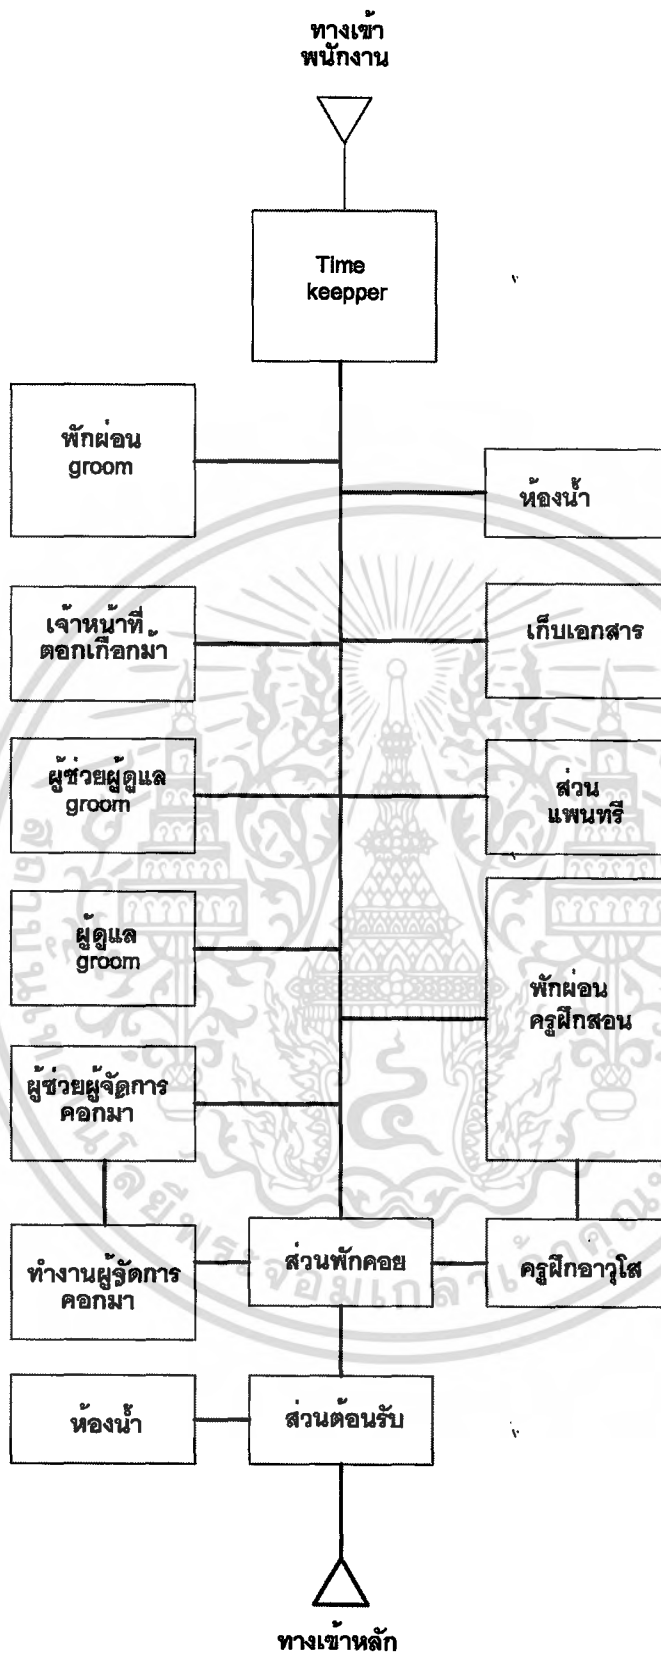 ทางเข้า
พนักงาน
Time
keepper
พักผ่อน
groom
ห้องน้ำ
เจ้าหน้าที่
ตอกเกือกม้า
เก็บเอกสาร
ผู้ช่วยผู้ดูแล
groom
ส่วน
แพนทรี
ผู้ดูแล
groom
พักผ่อน
ครูฝึกสอน
ผู้ช่วยผู้จัดการ
คอกมา
ทำงานผู้จัดการ
คอกมา
ส่วนพักคอย
ครูฝึกอาวุโส
ห้องน้ำ
ส่วนต้อนรับ
ทางเข้าหลัก